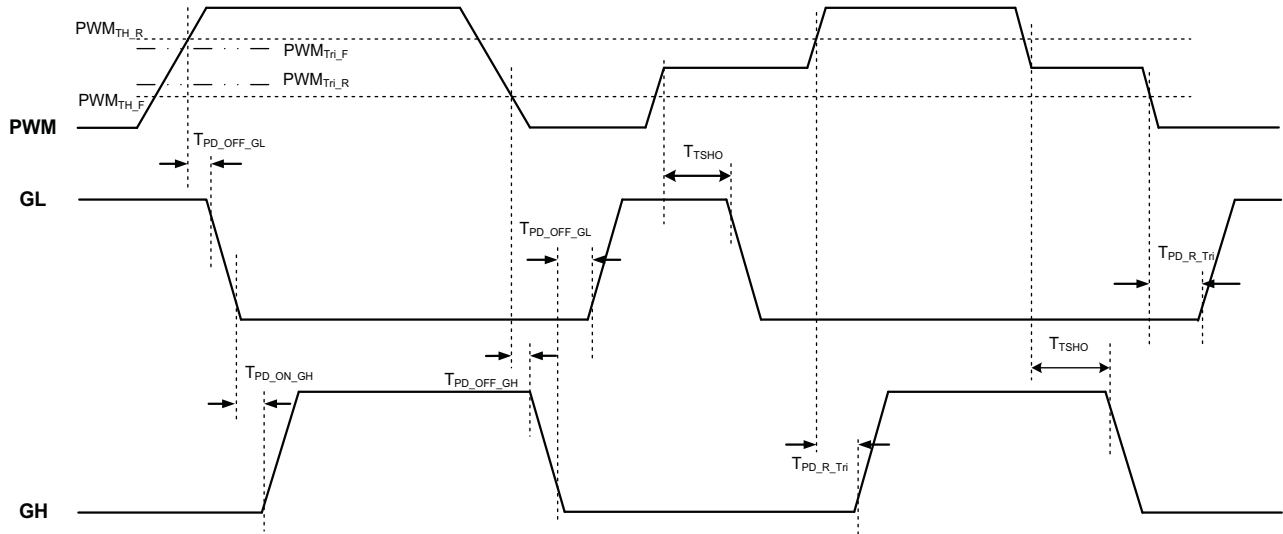 PWMTH_R
PWMTri_F
PWMTri_R
PWMTH_F
PWM
TPD_OFF_GL
TTSHO
GL
TPD_OFF_GL
TPD_R_Tri
TTSHO
TPD_ON_GH
TPD_OFF_GH
TPD_R_Tri
GH